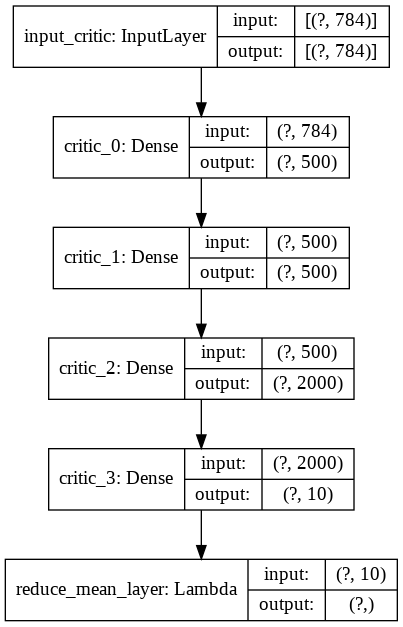 input_critic: InputLayer
input: [(?, 784)]
output: [(?, 784)]
critic_0: Dense
input: (?, 784)
output: (?, 500)
critic_1: Dense
input: (?, 500)
output: (?, 500)
critic_2: Dense
input: (?, 500)
output: (?, 2000)
critic_3: Dense
input: (?, 2000)
output: (?, 10)
reduce_mean_layer: Lambda
input: (?, 10)
output: (?,)